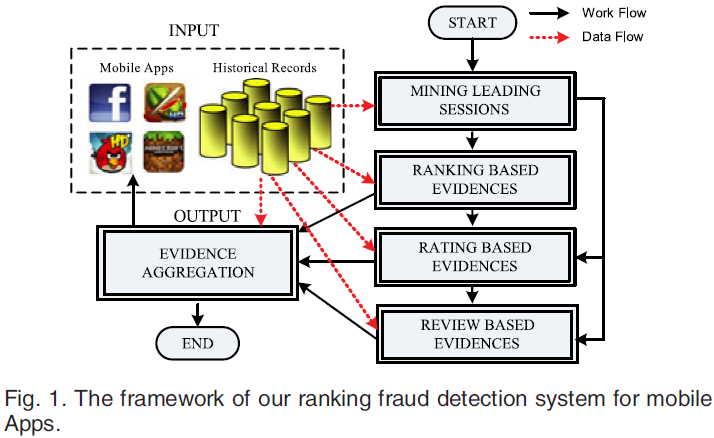 INPUT
START
Work Flow
Data Flow
Mobile Apps
Historical Records
HD
HD
MINING LEADING
SESSIONS
RANKING BASED
EVIDENCES
OUTPUT
EVIDENCE
AGGREGATION
RATING BASED
EVIDENCES
REVIEW BASED
EVIDENCES
END
Fig. 1. The framework of our ranking fraud detection system for mobile
Apps.